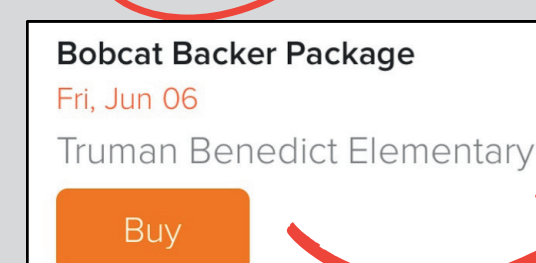 Bobcat Backer Package
Fri, Jun 06
Truman Benedict Elementary
Buy